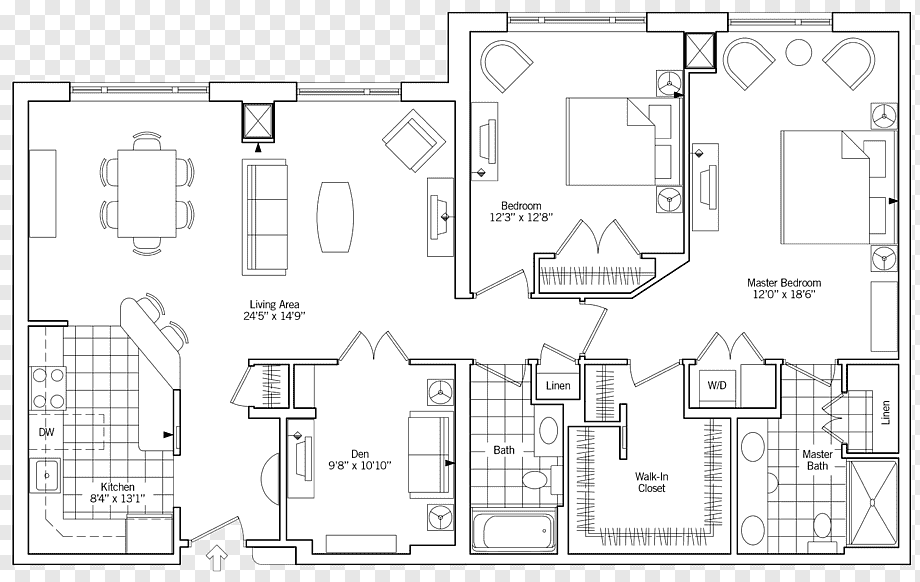 Bedroom
12'3" x 12'8"
Master Bedroom
12'0" x 18'6"
Living Area
24'5" x 14'9"
Linen
W/D
Linen
DW
Den
9'8" x 10'10"
Bath
Master
Bath
Walk-In
Closet
Kitchen
8'4" x 13'1"